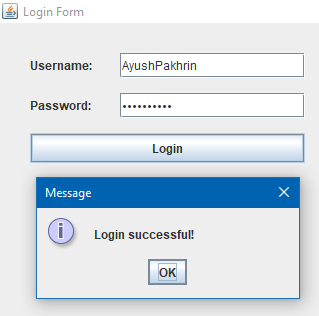 Login Form
Username: AyushPakhrin
Password: ••••••••••
Login
Message
Login successful!
OK